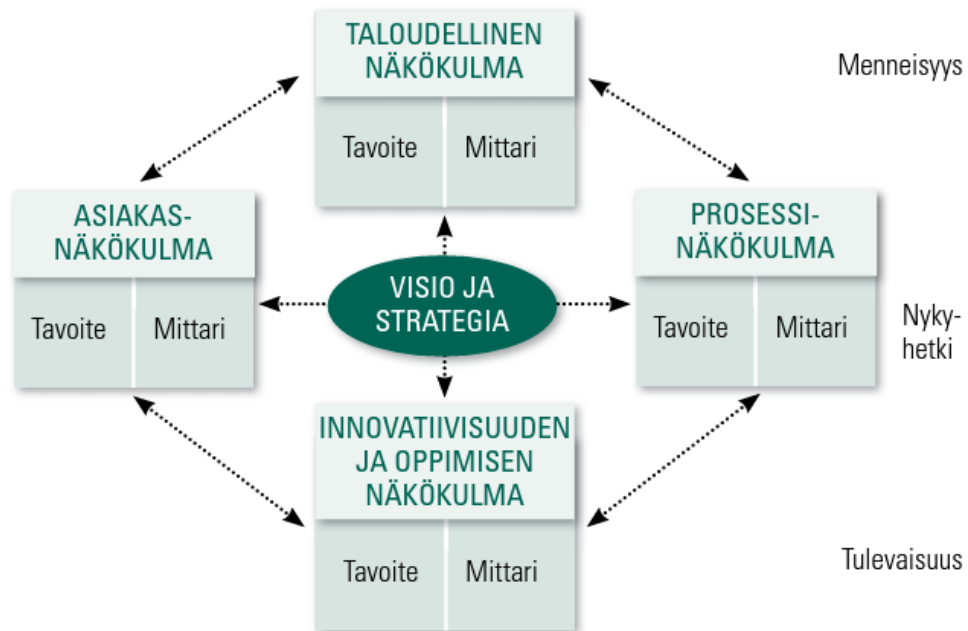 TALOUDELLINEN
NÄKÖKULMA
Menneisyys
Tavoite
Mittari
ASIAKAS-
NÄKÖKULMA
Tavoite
Mittari
VISIO JA
STRATEGIA
PROSESSI-
NÄKÖKULMA
Tavoite
Mittari
Nyky-
hetki
INNOVATIIVISUUDEN
JA OPPIMISEN
NÄKÖKULMA
Tavoite
Mittari
Tulevaisuus